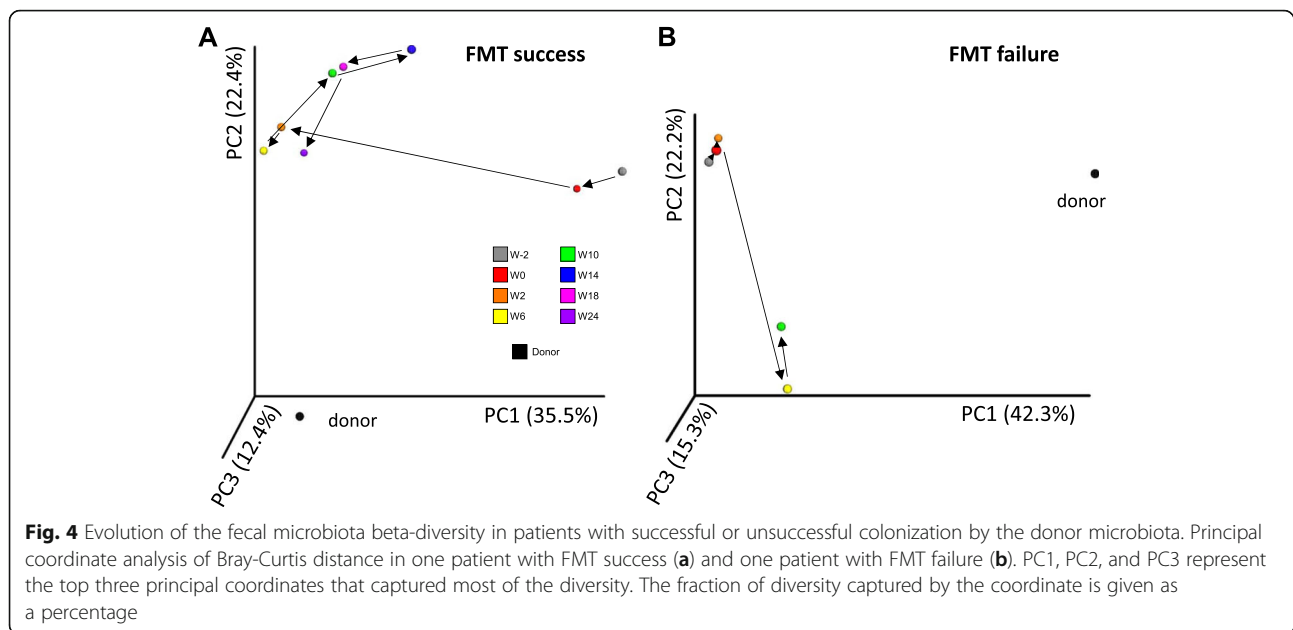 A
FMT success
PC2 (22.4%)
W-2
W0
W2
W6
W10
W14
W18
W24
Donor
donor
PC1 (35.5%)
PC3 (12.4%)
B
FMT failure
PC2 (22.2%)
donor
PC1 (42.3%)
PC3 (15.3%)
Fig. 4 Evolution of the fecal microbiota beta-diversity in patients with successful or unsuccessful colonization by the donor microbiota. Principal
coordinate analysis of Bray-Curtis distance in one patient with FMT success (a) and one patient with FMT failure (b). PC1, PC2, and PC3 represent
the top three principal coordinates that captured most of the diversity. The fraction of diversity captured by the coordinate is given as
a percentage